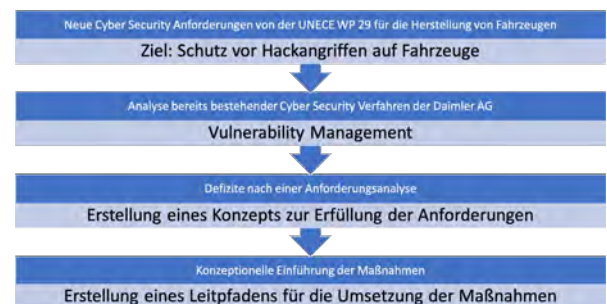 Neue Cyber Security Anforderungen von der UNECE WP 29 für die Herstellung von Fahrzeugen
Ziel: Schutz vor Hackangriffen auf Fahrzeuge
Analyse bereits bestehender Cyber Security Verfahren der Daimler AG
Vulnerability Management
Defizite nach einer Anforderungsanalyse
Erstellung eines Konzepts zur Erfüllung der Anforderungen
Konzeptionelle Einführung der Maßnahmen
Erstellung eines Leitpfadens für die Umsetzung der Maßnahmen